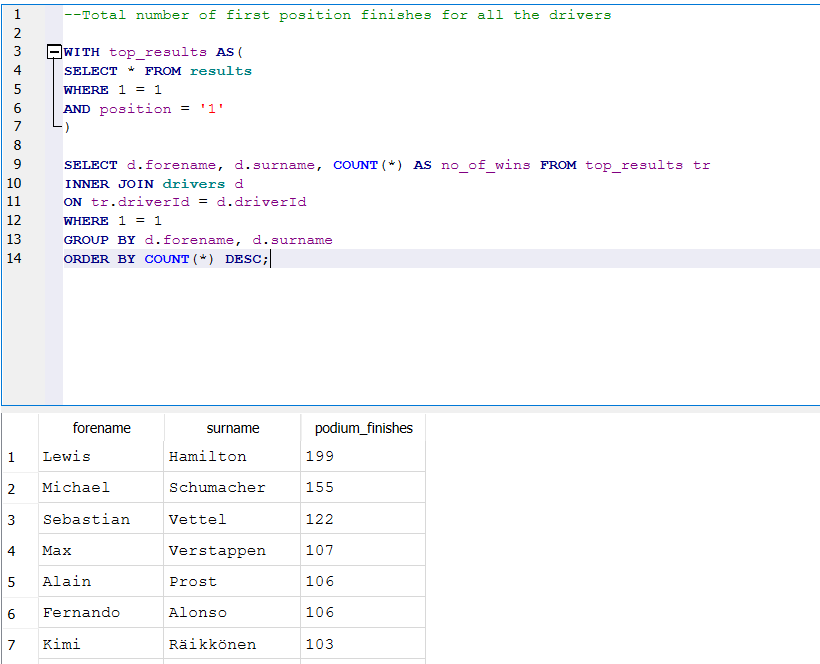 1 --Total number of first position finishes for all the drivers
2
3 WITH top_results AS(
4 SELECT * FROM results
5 WHERE 1 = 1
6 AND position = '1'
7 )
8
9 SELECT d.forename, d.surname, COUNT(*) AS no_of_wins FROM top_results tr
10 INNER JOIN drivers d
11 ON tr.driverId = d.driverId
12 WHERE 1 = 1
13 GROUP BY d.forename, d.surname
14 ORDER BY COUNT(*) DESC;
forename surname podium_finishes
1 Lewis Hamilton 199
2 Michael Schumacher 155
3 Sebastian Vettel 122
4 Max Verstappen 107
5 Alain Prost 106
6 Fernando Alonso 106
7 Kimi Räikkönen 103